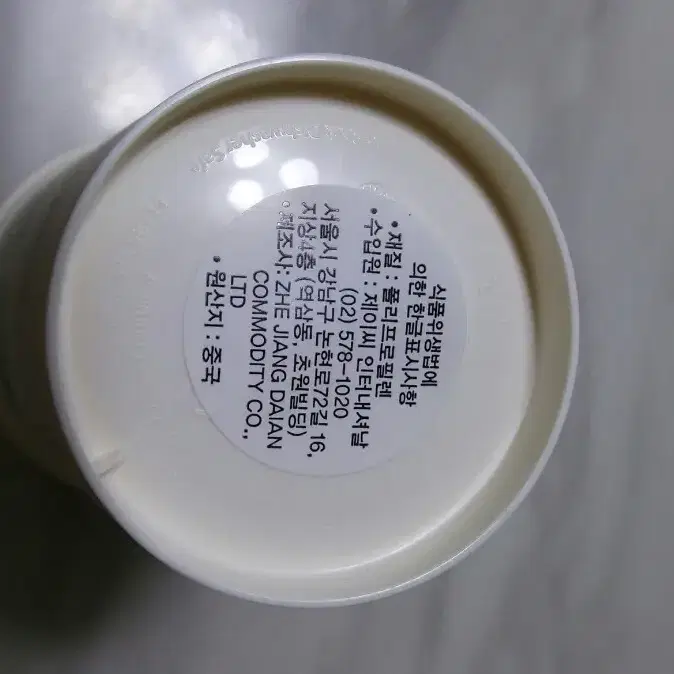 식품위생법에
의한 한글표시사항
• 재질 : 폴리프로필렌
• 수입원 : 제이씨 인터내셔날
(02) 578-1020
서울시 강남구 논현로72길 16,
지상4층 (역삼동, 초원빌딩)
• 제조사: ZHE JIANG DAIAN
COMMODITY CO.,
LTD
• 원산지 : 중국